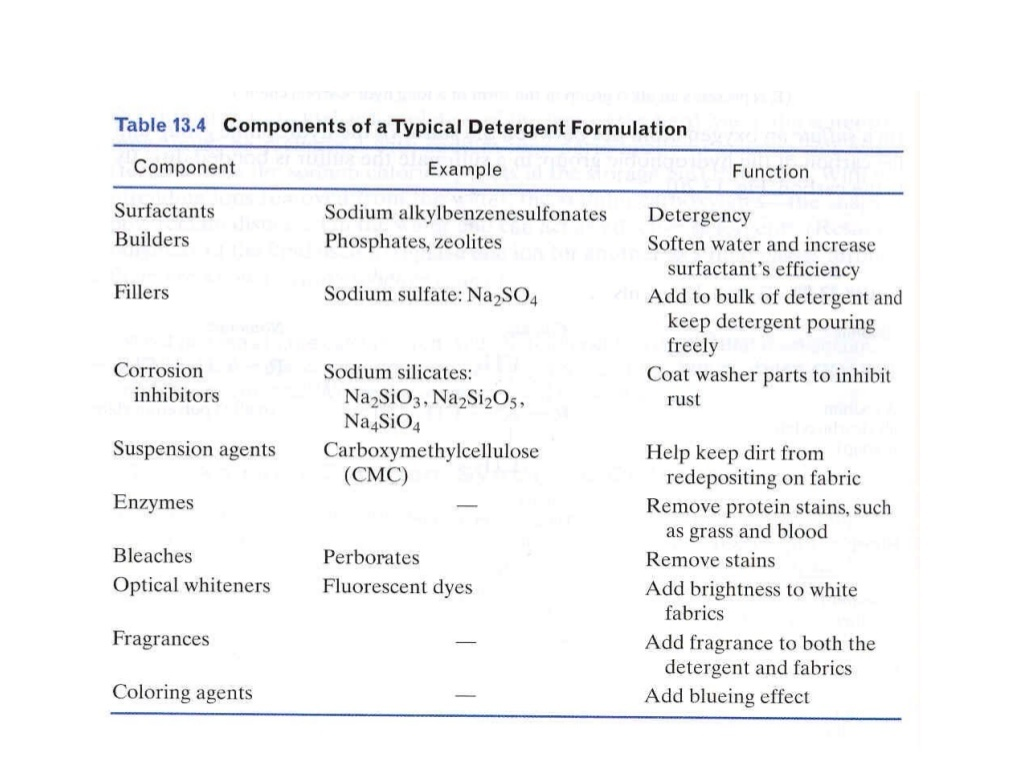 Table 13.4 Components of a Typical Detergent Formulation
Component Example Function
Surfactants Sodium alkylbenzenesulfonates Detergency
Builders Phosphates, zeolites Soften water and increase
surfactant's efficiency
Fillers Sodium sulfate: Na₂SO₄ Add to bulk of detergent and
keep detergent pouring
freely
Corrosion Sodium silicates: Coat washer parts to inhibit
inhibitors Na₂SiO₃, Na₂Si₂O₅, rust
Na₄SiO₄
Suspension agents Carboxymethylcellulose Help keep dirt from
(CMC) redepositing on fabric
Enzymes — Remove protein stains, such
as grass and blood
Bleaches Perborates Remove stains
Optical whiteners Fluorescent dyes Add brightness to white
fabrics
Fragrances — Add fragrance to both the
detergent and fabrics
Coloring agents — Add blueing effect